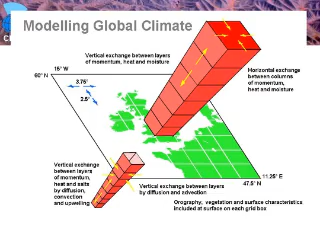 Modelling Global Climate
Vertical exchange between layers
of momentum, heat and moisture
15° W
60° N
3.75°
2.5°
Horizontal exchange
between columns
of momentum,
heat and moisture
Vertical exchange
between layers
of momentum,
heat and salts
by diffusion,
convection
and upwelling
Vertical exchange between layers
by diffusion and advection
11.25° E
47.5° N
Orography, vegetation and surface characteristics
included at surface on each grid box